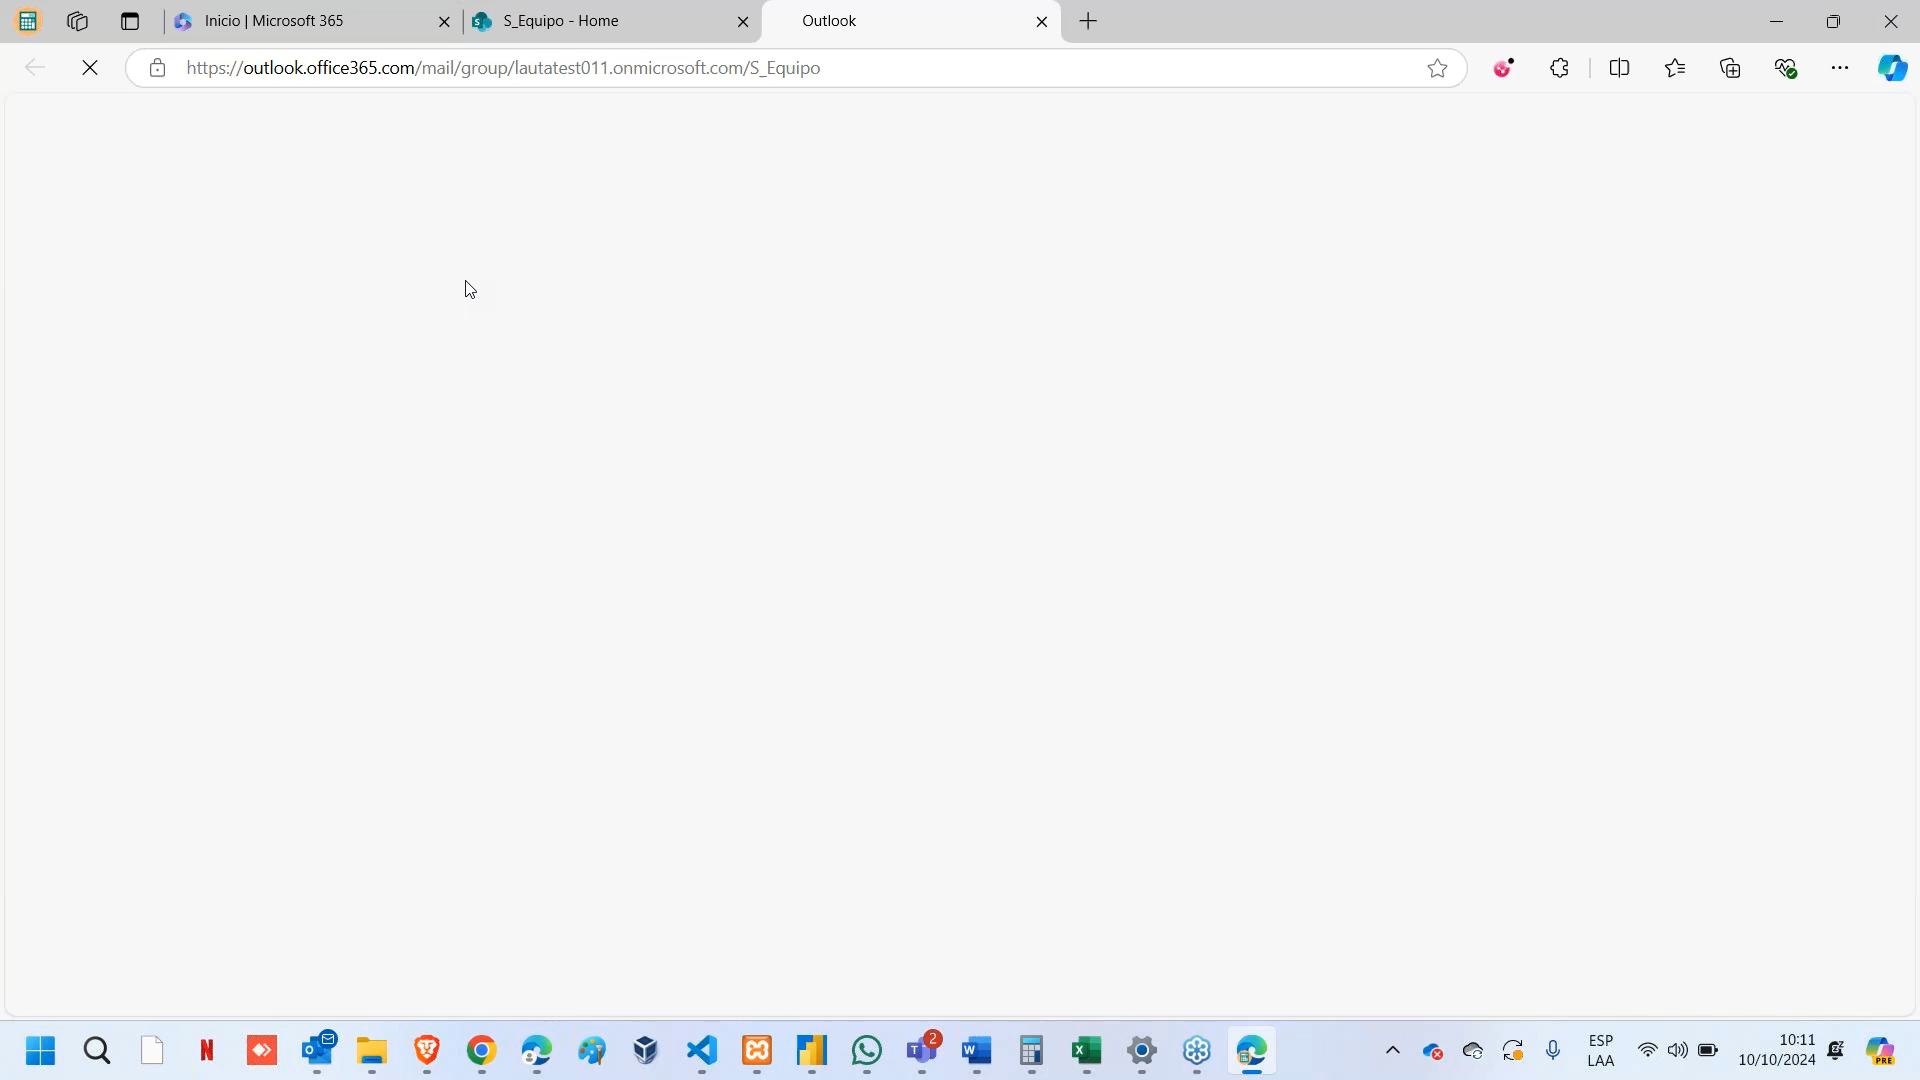 Inicio | Microsoft 365
S_Equipo - Home
Outlook
https://outlook.office365.com/mail/group/lautatest011.onmicrosoft.com/S_Equipo
2
ESP
LAA
10:11
10/10/2024
PRE